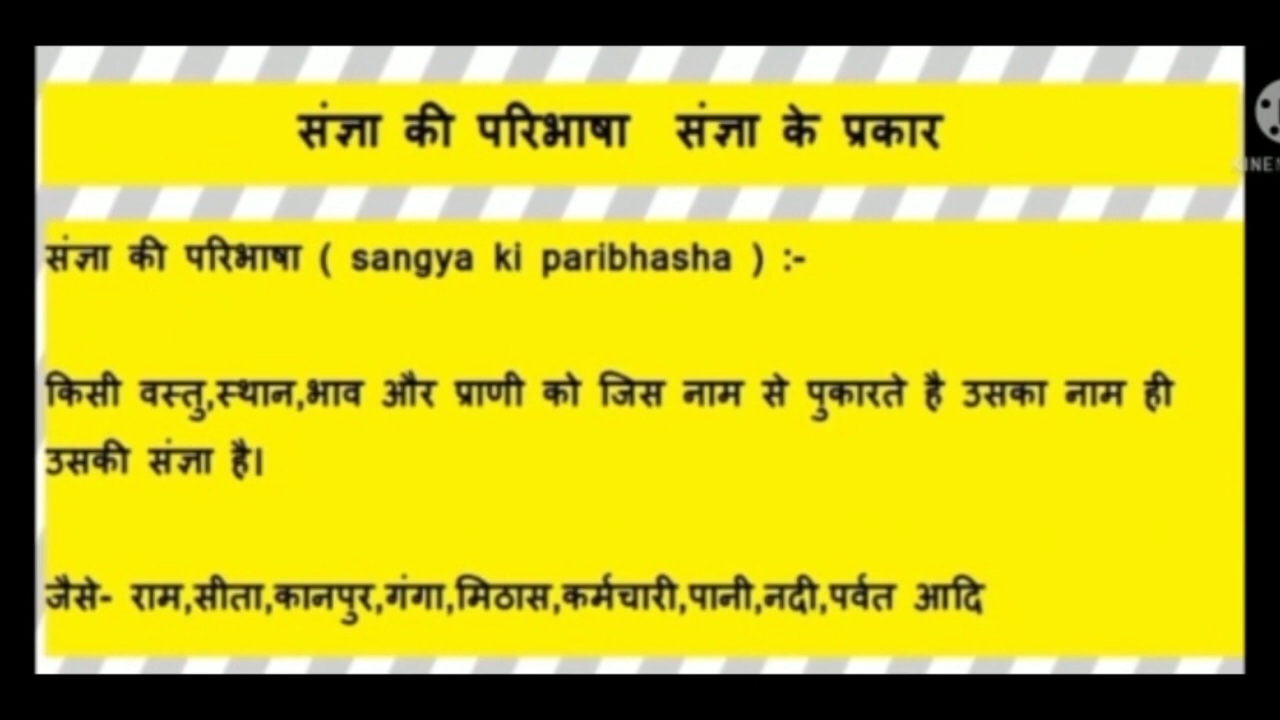 संज्ञा की परिभाषा संज्ञा के प्रकार
संज्ञा की परिभाषा ( sangya ki paribhasha ) :-
किसी वस्तु,स्थान,भाव और प्राणी को जिस नाम से पुकारते है उसका नाम ही
उसकी संज्ञा है।
जैसे- राम,सीता,कानपुर,गंगा,मिठास,कर्मचारी,पानी,नदी,पर्वत आदि